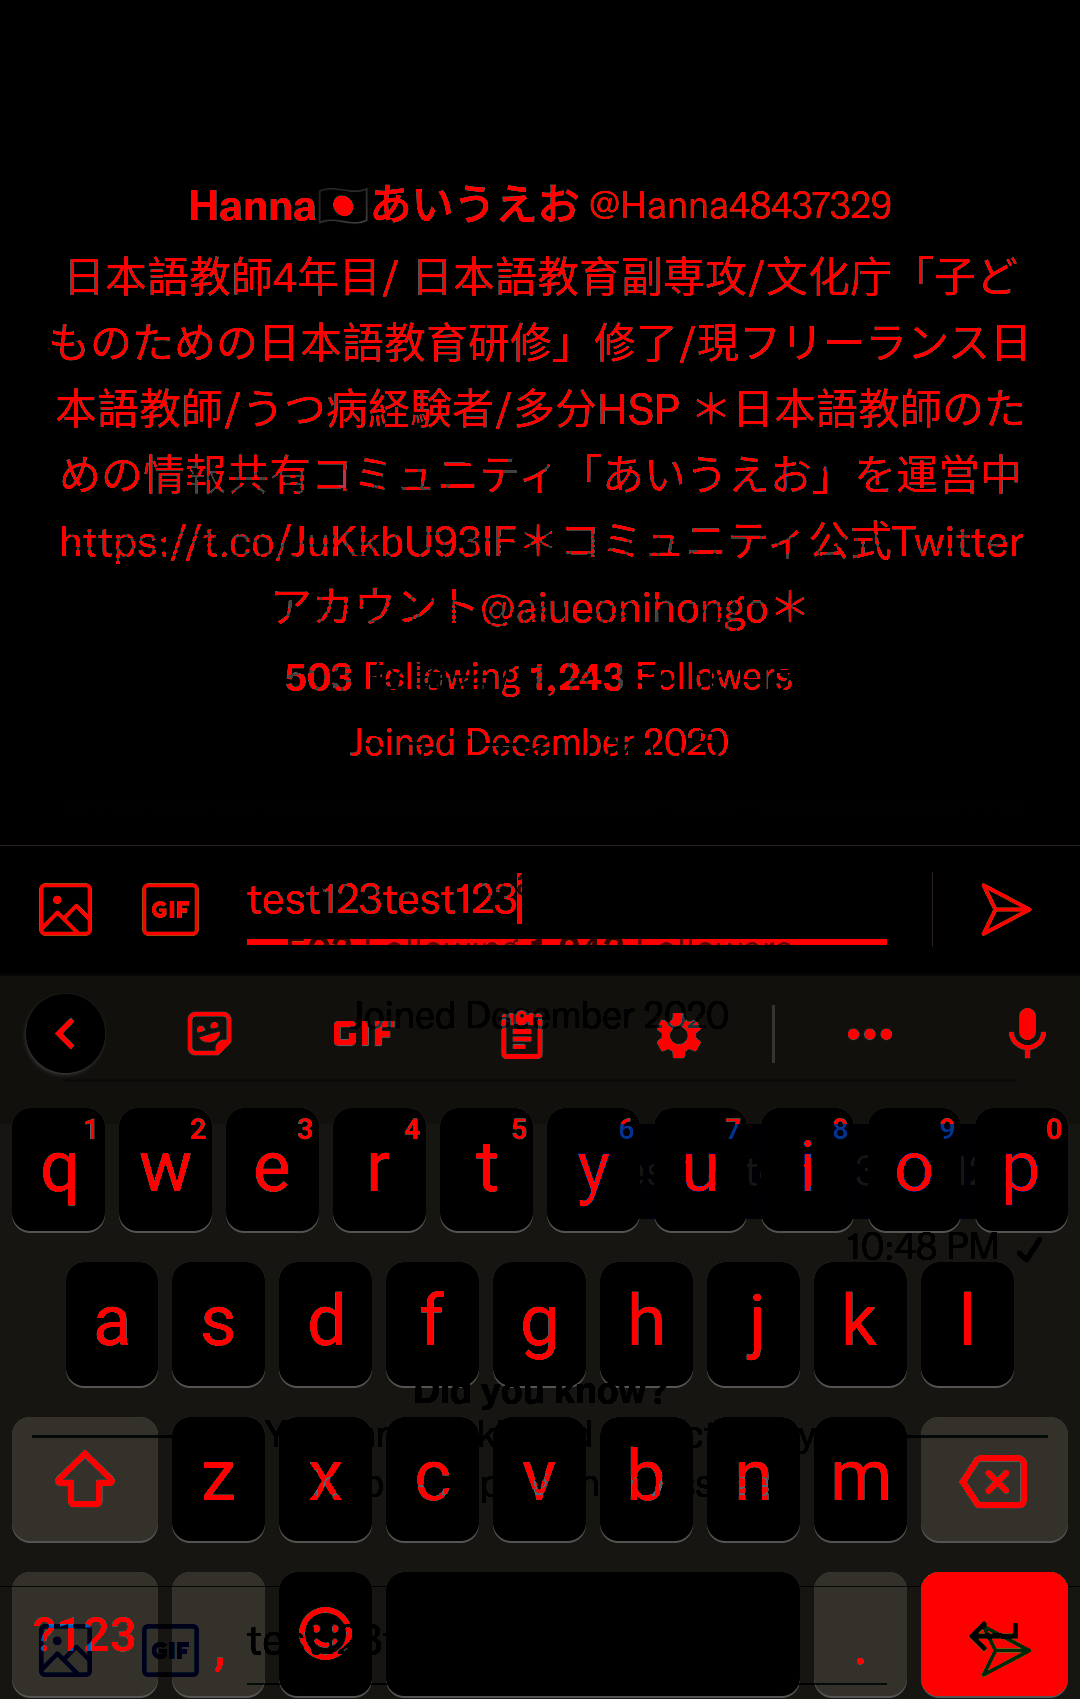 Hanna🇯🇵あいうえお @Hanna48437329
日本語教師4年目/ 日本語教育副専攻/文化庁「子ど
ものための日本語教育研修」修了/現フリーランス日
本語教師/うつ病経験者/多分HSP ＊日本語教師のた
めの情報共有コミュニティ「あいうえお」を運営中
https://t.co/JuKkbU93IF＊コミュニティ公式Twitter
アカウント@aiueonihongo＊
503 Following 1,243 Followers
Joined December 2020
GIF test123test123
Joined December 2020
GIF
1 2 3 4 5 6 7 8 9 0
q w e r t y u i o p
10:48 PM
a s d f g h j k l
Did you know?
z x c v b n m
?123 GIF , .